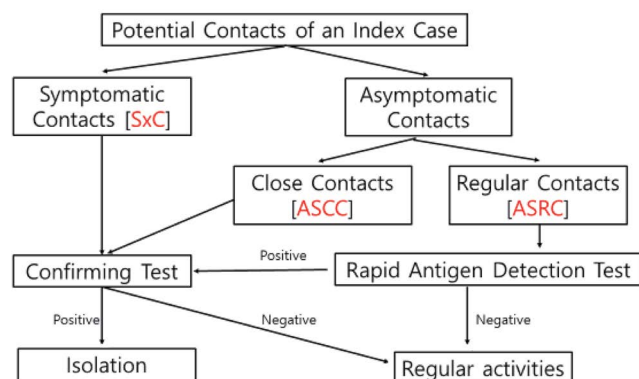 Potential Contacts of an Index Case
Symptomatic
Contacts [SxC]
Asymptomatic
Contacts
Close Contacts
[ASCC]
Regular Contacts
[ASRC]
Confirming Test
Positive
Rapid Antigen Detection Test
Positive
Negative
Negative
Isolation
Regular activities